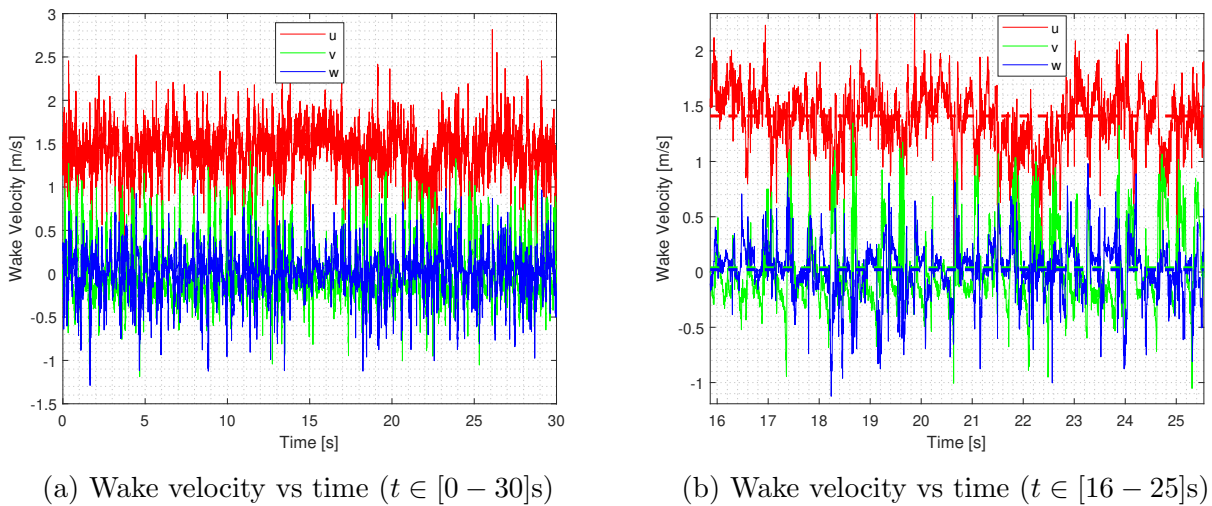 3
2.5
2
1.5
1
0.5
0
-0.5
-1
-1.5
Wake Velocity [m/s]
u
v
w
0 5 10 15 20 25 30
Time [s]
2
1.5
1
0.5
0
-0.5
-1
Wake Velocity [m/s]
u
v
w
16 17 18 19 20 21 22 23 24 25
Time [s]
(a) Wake velocity vs time (t ∈ [0 − 30]s)
(b) Wake velocity vs time (t ∈ [16 − 25]s)